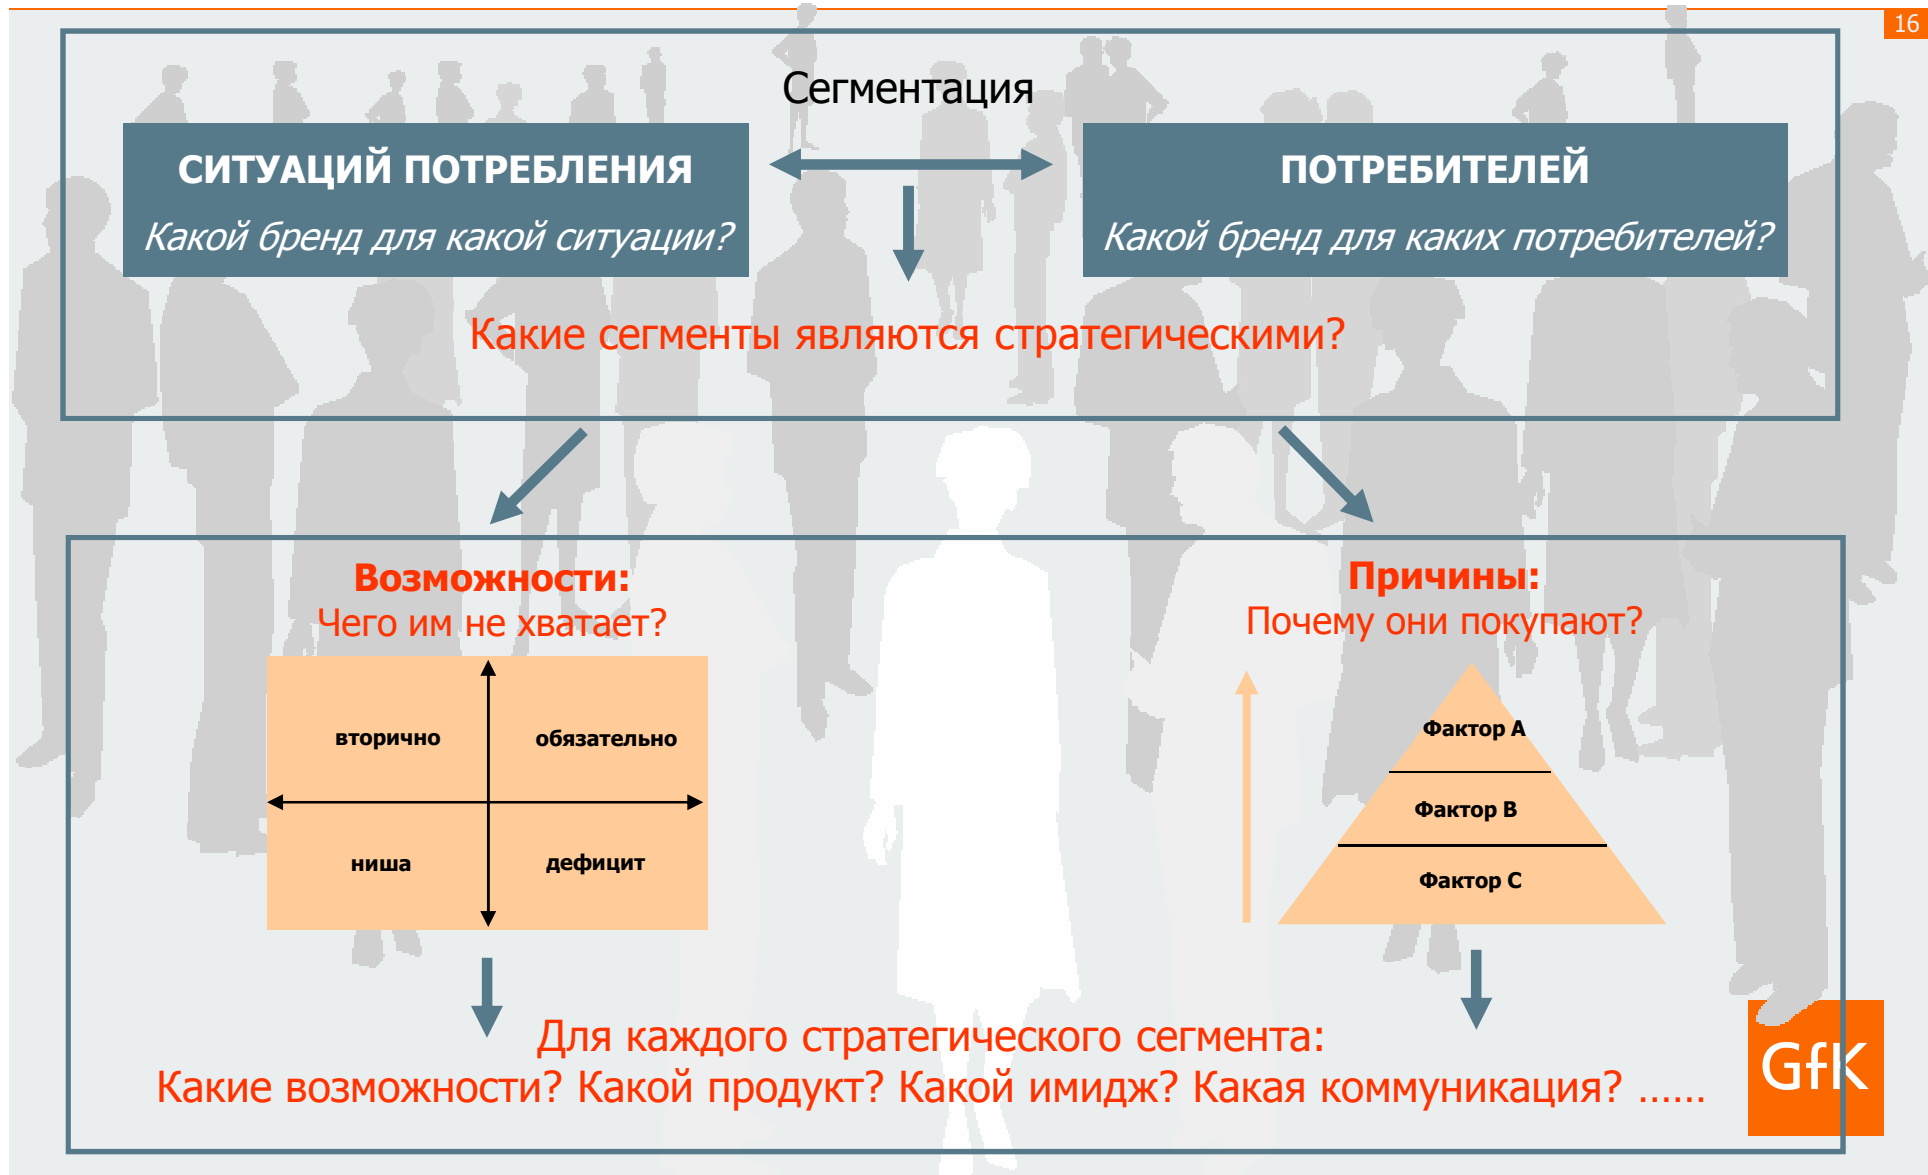 16
Сегментация
СИТУАЦИЙ ПОТРЕБЛЕНИЯ
Какой бренд для какой ситуации?
ПОТРЕБИТЕЛЕЙ
Какой бренд для каких потребителей?
Какие сегменты являются стратегическими?
Возможности:
Чего им не хватает?
вторично
обязательно
ниша
дефицит
Причины:
Почему они покупают?
Фактор А
Фактор В
Фактор С
Для каждого стратегического сегмента:
Какие возможности? Какой продукт? Какой имидж? Какая коммуникация? ......
GfK